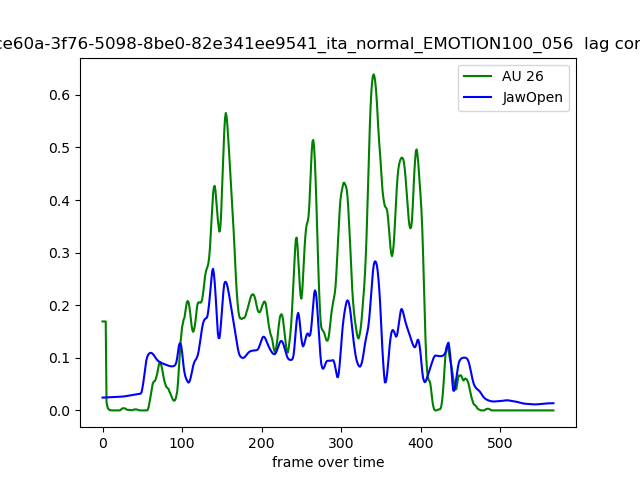 ce60a-3f76-5098-8be0-82e341ee9541_ita_normal_EMOTION100_056 lag cor
AU 26
JawOpen
0.6
0.5
0.4
0.3
0.2
0.1
0.0
0 100 200 300 400 500
frame over time